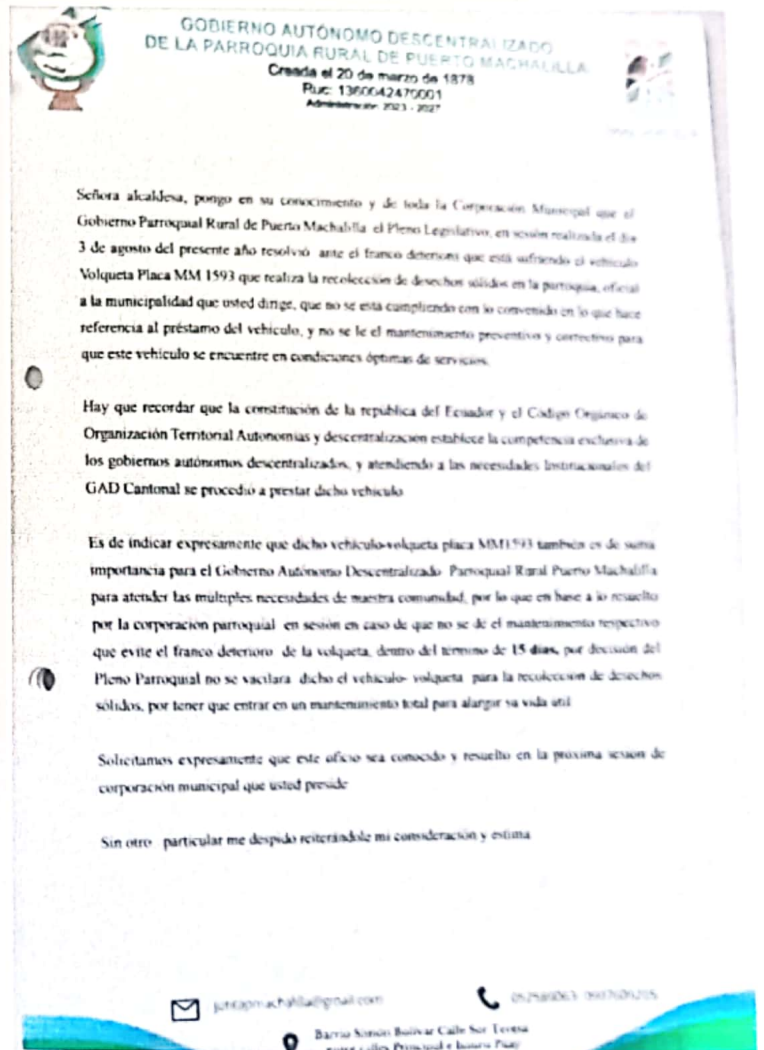 GOBIERNO AUTÓNOMO DESCENTRALIZADO
DE LA PARROQUIA RURAL DE PUERTO MACHALILLA
Creada el 20 de marzo de 1878
Ruc: 1360042470001
Administración 2023 - 2027
Señora alcaldesa, pongo en su conocimiento y de toda la Corporación Municipal que el
Gobierno Parroquial Rural de Puerto Machalilla el Pleno Legislativo, en sesión realizada el día
3 de agosto del presente año resolvió ante el franco deterioro que está sufriendo el vehículo
Volqueta Placa MM 1593 que realiza la recolección de desechos sólidos en la parroquia, oficial
a la municipalidad que usted dirige, que no se está cumpliendo con lo convenido en lo que hace
referencia al préstamo del vehículo, y no se le el mantenimiento preventivo y correctivo para
que este vehículo se encuentre en condiciones óptimas de servicios.
Hay que recordar que la constitución de la república del Ecuador y el Código Orgánico de
Organización Territorial Autonomías y descentralización establece la competencia exclusiva de
los gobiernos autónomos descentralizados, y atendiendo a las necesidades Institucionales del
GAD Cantonal se procedió a prestar dicho vehículo
Es de indicar expresamente que dicho vehículo-volqueta placa MM1593 también es de suma
importancia para el Gobierno Autónomo Descentralizado Parroquial Rural Puerto Machalilla
para atender las múltiples necesidades de nuestra comunidad, por lo que en base a lo resuelto
por la corporación parroquial en sesión en caso de que no se de el mantenimiento respectivo
que evite el franco deterioro de la volqueta, dentro del término de 15 días, por decisión del
Pleno Parroquial no se vacilara dicho el vehículo- volqueta para la recolección de desechos
sólidos, por tener que entrar en un mantenimiento total para alargar su vida útil
Solicitamos expresamente que este oficio sea conocido y resuelto en la próxima sesión de
corporación municipal que usted preside
Sin otro particular me despido reiterándole mi consideración y estima
Barrio Simón Bolívar Calle Sor Teresa